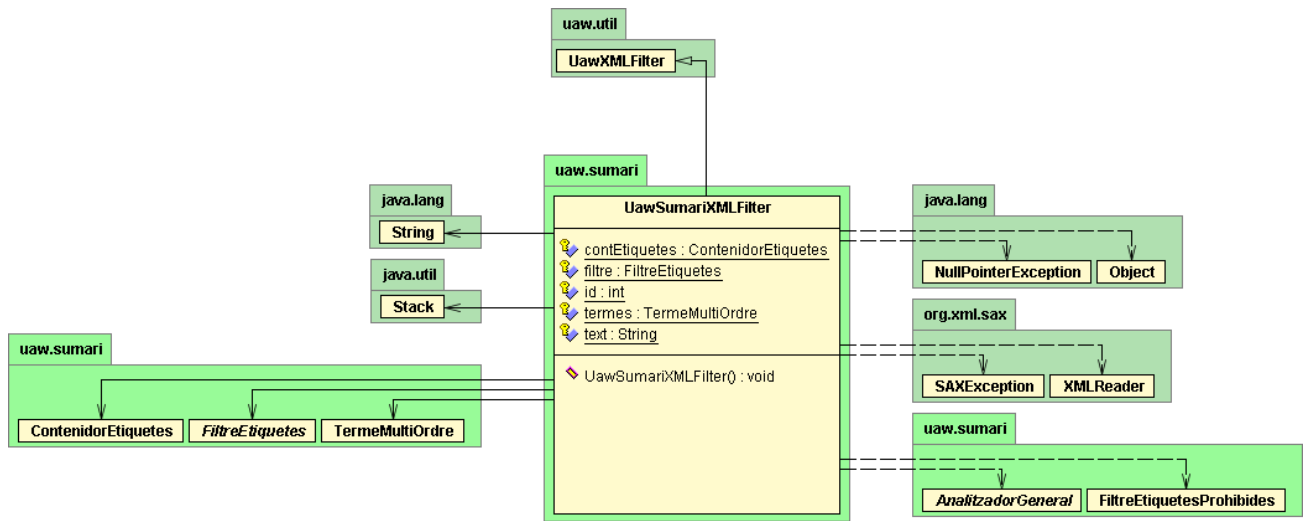 uaw.util
UawXMLFilter
uaw.sumari
UawSumariXMLFilter
contEtiquetes : ContenidorEtiquetes
filtre : FiltreEtiquetes
id : int
termes : TermeMultiOrdre
text : String
UawSumariXMLFilter() : void
java.lang
String
java.util
Stack
uaw.sumari
ContenidorEtiquetes
FiltreEtiquetes
TermeMultiOrdre
java.lang
NullPointerException
Object
org.xml.sax
SAXException
XMLReader
uaw.sumari
AnalitzadorGeneral
FiltreEtiquetesProhibides